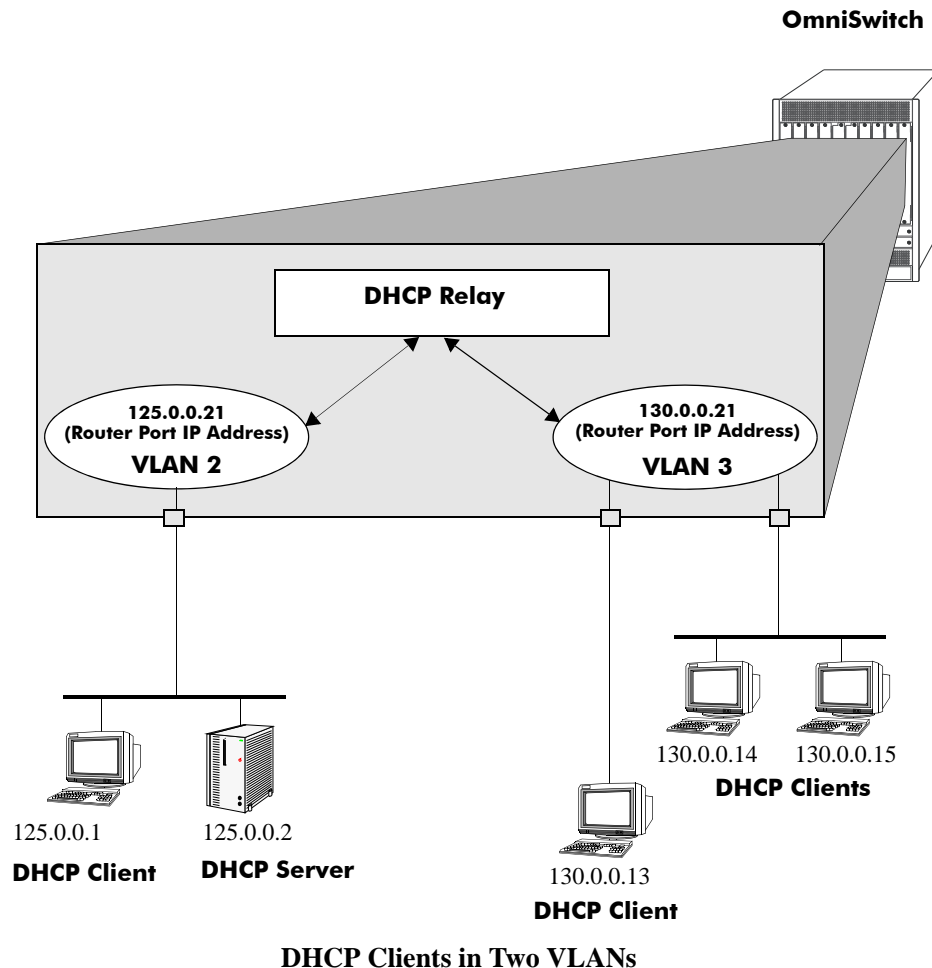 OmniSwitch
DHCP Relay
125.0.0.21
(Router Port IP Address)
VLAN 2
130.0.0.21
(Router Port IP Address)
VLAN 3
130.0.0.14
130.0.0.15
DHCP Clients
125.0.0.1
DHCP Client
125.0.0.2
DHCP Server
130.0.0.13
DHCP Client
DHCP Clients in Two VLANs